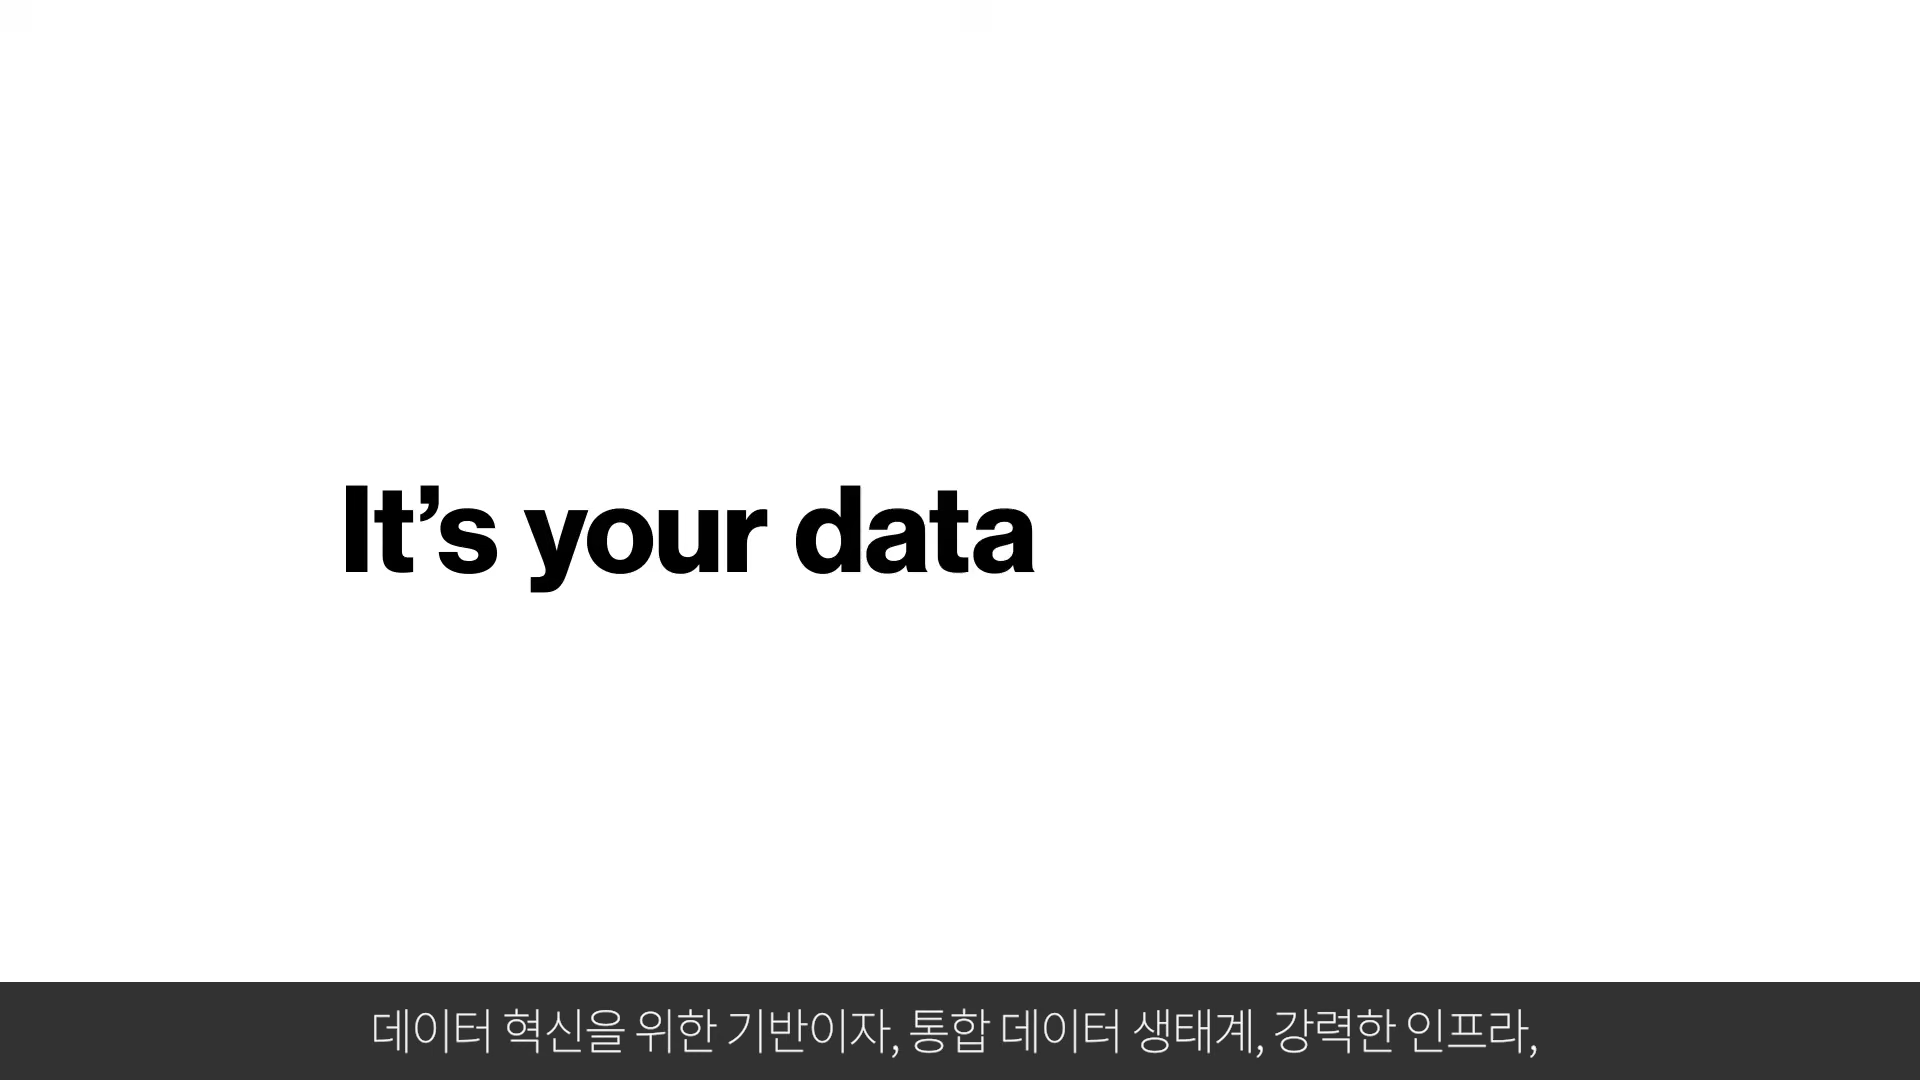 It’s your data
데이터 혁신을 위한 기반이자, 통합 데이터 생태계, 강력한 인프라,